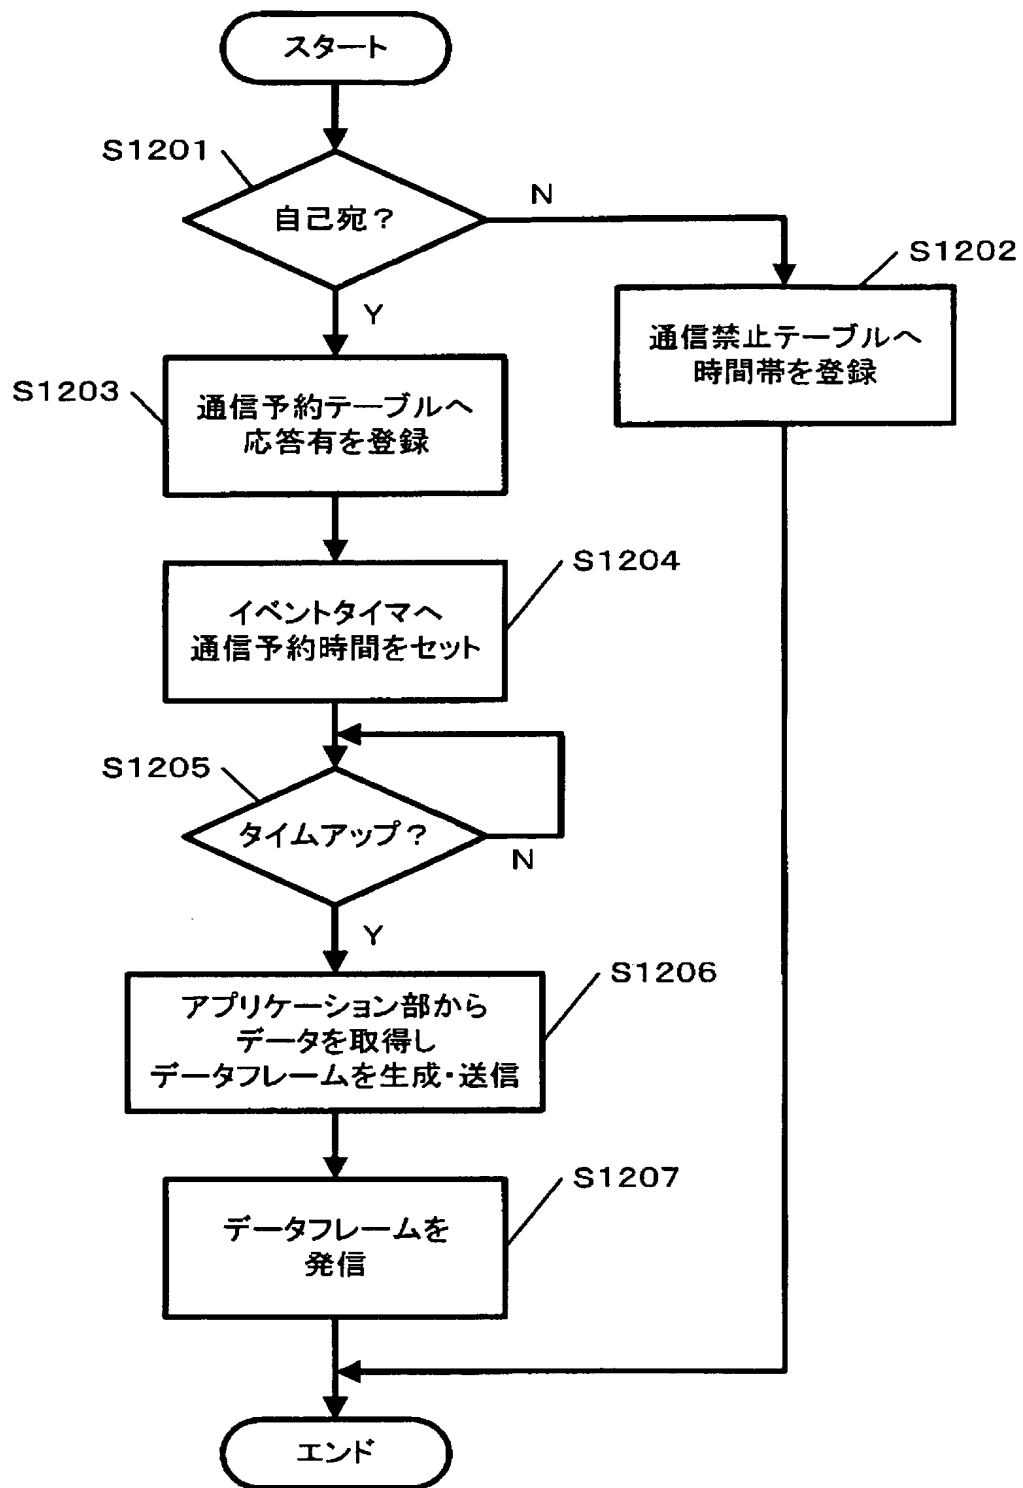 スタート
S1201
自己宛?
N
Y
S1202
通信禁止テーブルへ
時間帯を登録
S1203
通信予約テーブルへ
応答有を登録
S1204
イベントタイマへ
通信予約時間をセット
S1205
タイムアップ?
N
Y
S1206
アプリケーション部から
データを取得し
データフレームを生成・送信
S1207
データフレームを
発信
エンド